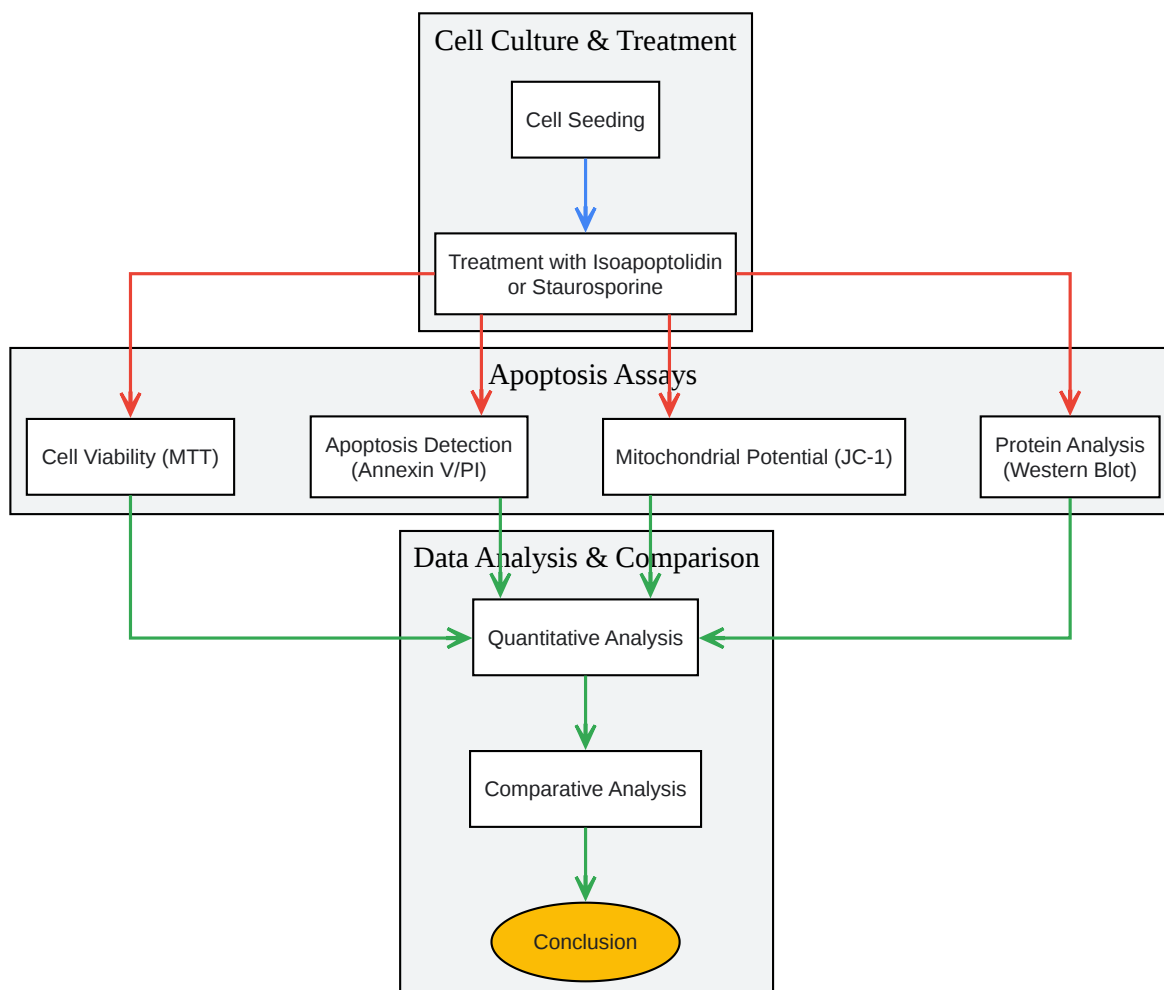 Cell Culture & Treatment
Cell Seeding
Treatment with Isoapoptolidin
or Staurosporine
Apoptosis Assays
Cell Viability (MTT)
Apoptosis Detection
(Annexin V/PI)
Mitochondrial Potential (JC-1)
Protein Analysis
(Western Blot)
Data Analysis & Comparison
Quantitative Analysis
Comparative Analysis
Conclusion